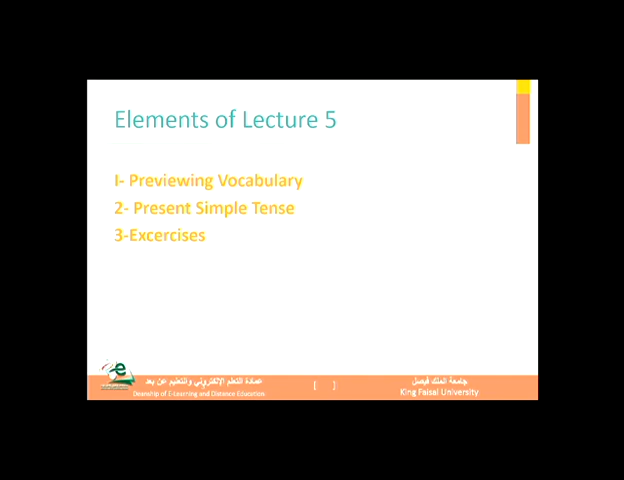 Elements of Lecture 5
I- Previewing Vocabulary
2- Present Simple Tense
3-Excercises
عمادة التعلم الإلكتروني والتعليم عن بعد
Deanship of E-Learning and Distance Education
[ ]
جامعة الملك فيصل
King Faisal University